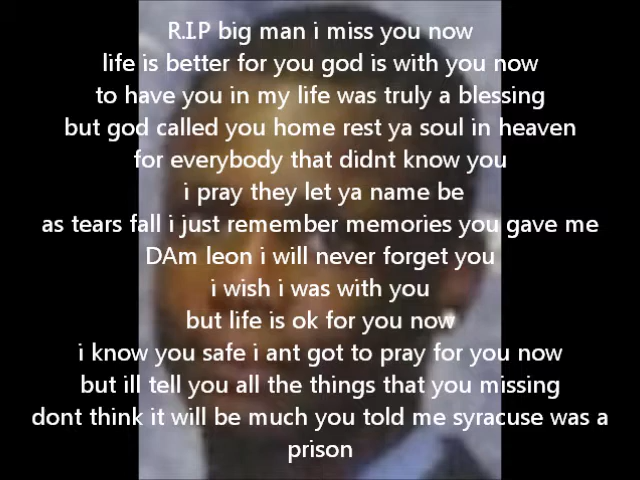 R.I.P big man i miss you now
life is better for you god is with you now
to have you in my life was truly a blessing
but god called you home rest ya soul in heaven
for everybody that didnt know you
i pray they let ya name be
as tears fall i just remember memories you gave me
DAm leon i will never forget you
i wish i was with you
but life is ok for you now
i know you safe i ant got to pray for you now
but ill tell you all the things that you missing
dont think it will be much you told me syracuse was a
prison